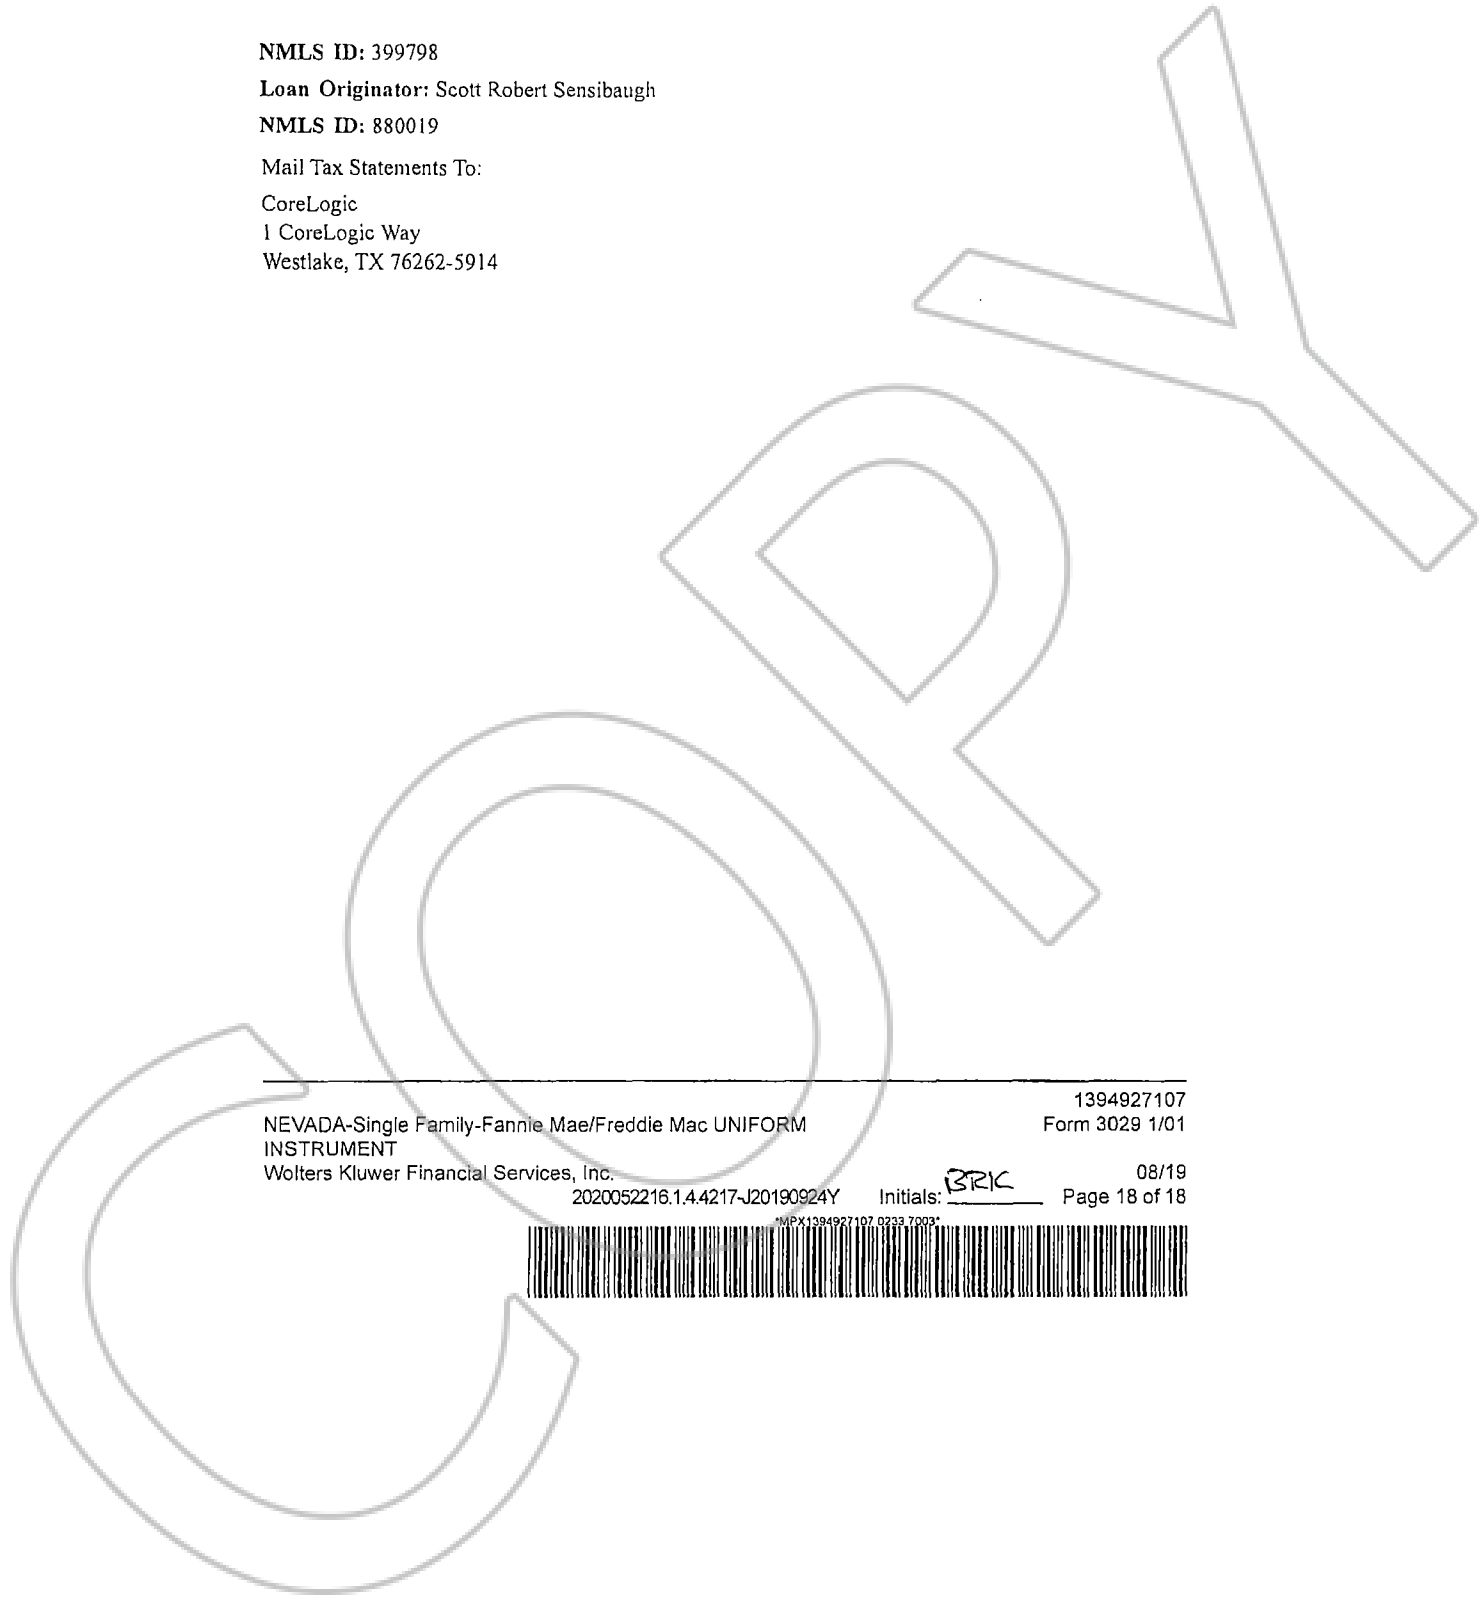 NMLS ID: 399798
Loan Originator: Scott Robert Sensibaugh
NMLS ID: 880019
Mail Tax Statements To:
CoreLogic
1 CoreLogic Way
Westlake, TX 76262-5914
COPY
1394927107
NEVADA-Single Family-Fannie Mae/Freddie Mac UNIFORM Form 3029 1/01
INSTRUMENT
Wolters Kluwer Financial Services, Inc. 08/19
2020052216.1.4.4217-J20190924Y Initials: BRK Page 18 of 18
*MPX1394927107 0233 7003*